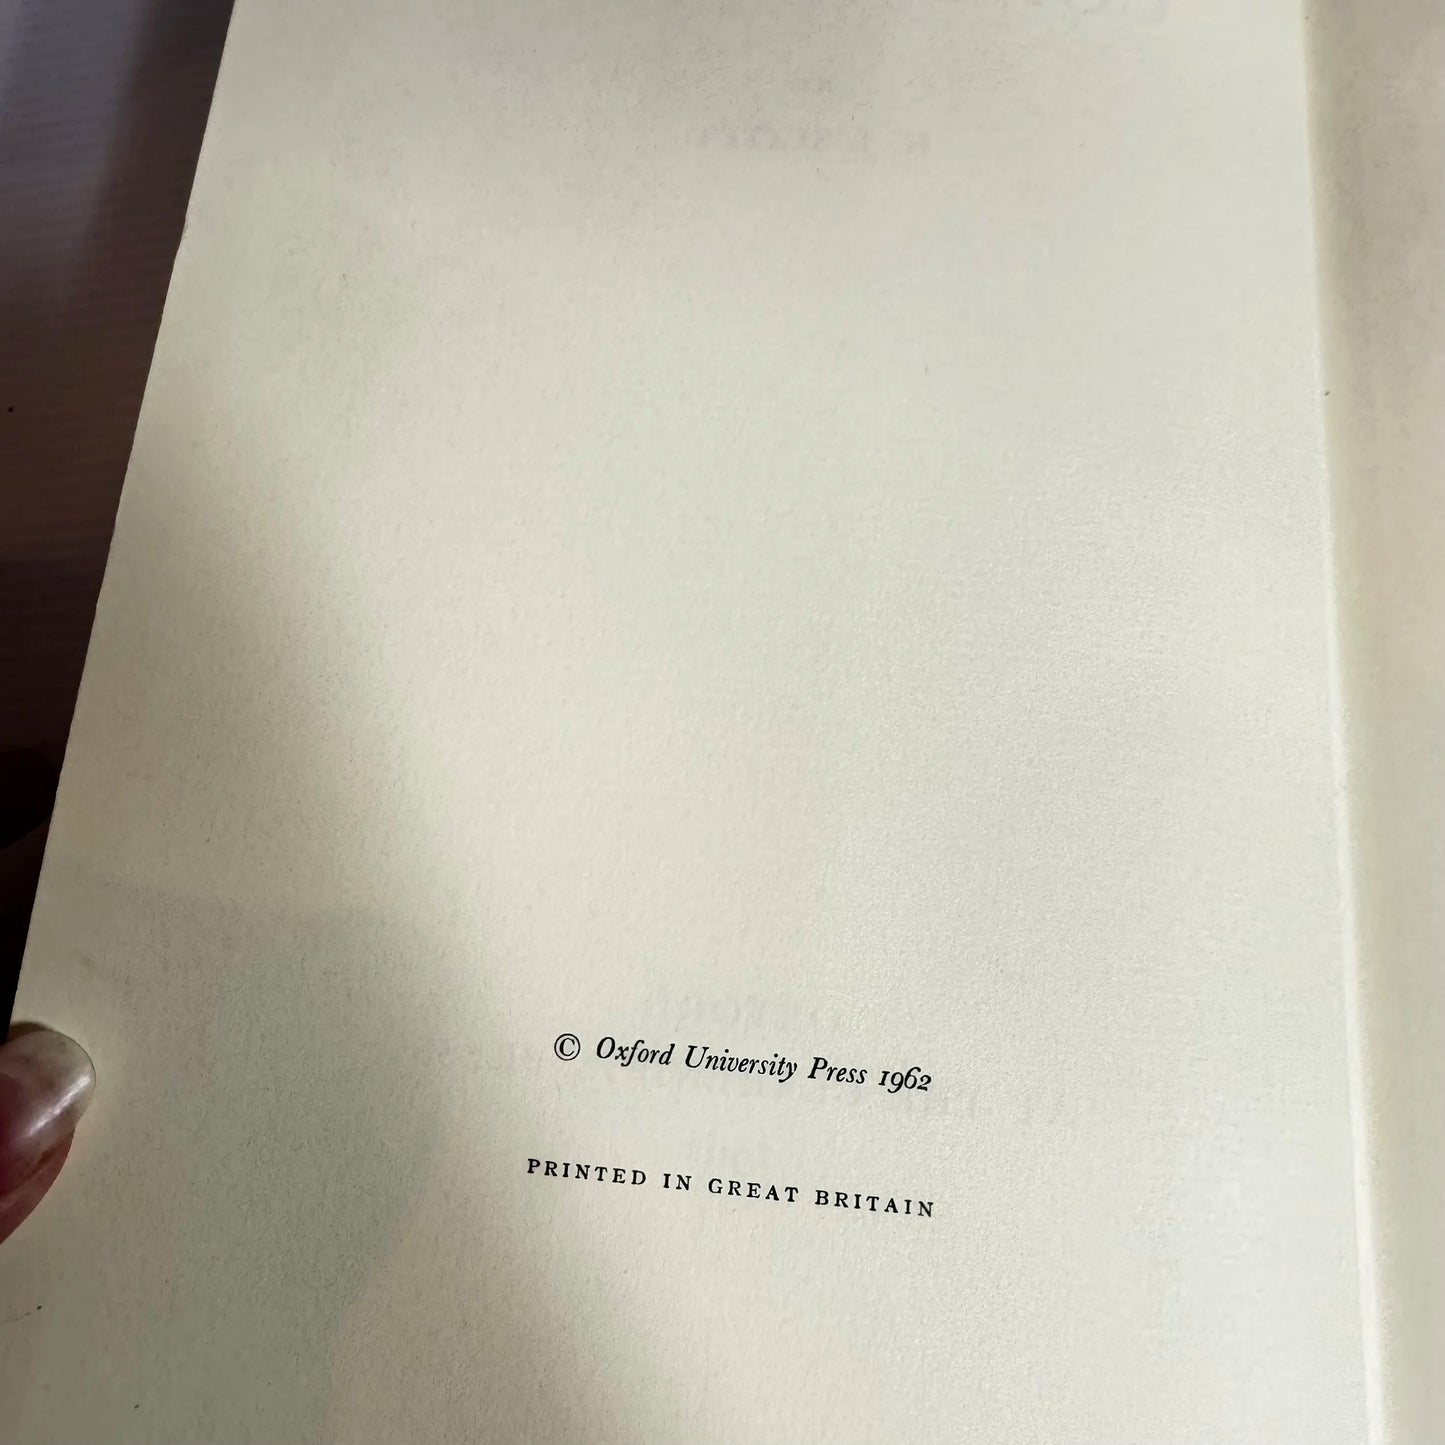 © Oxford University Press 1962
PRINTED IN GREAT BRITAIN